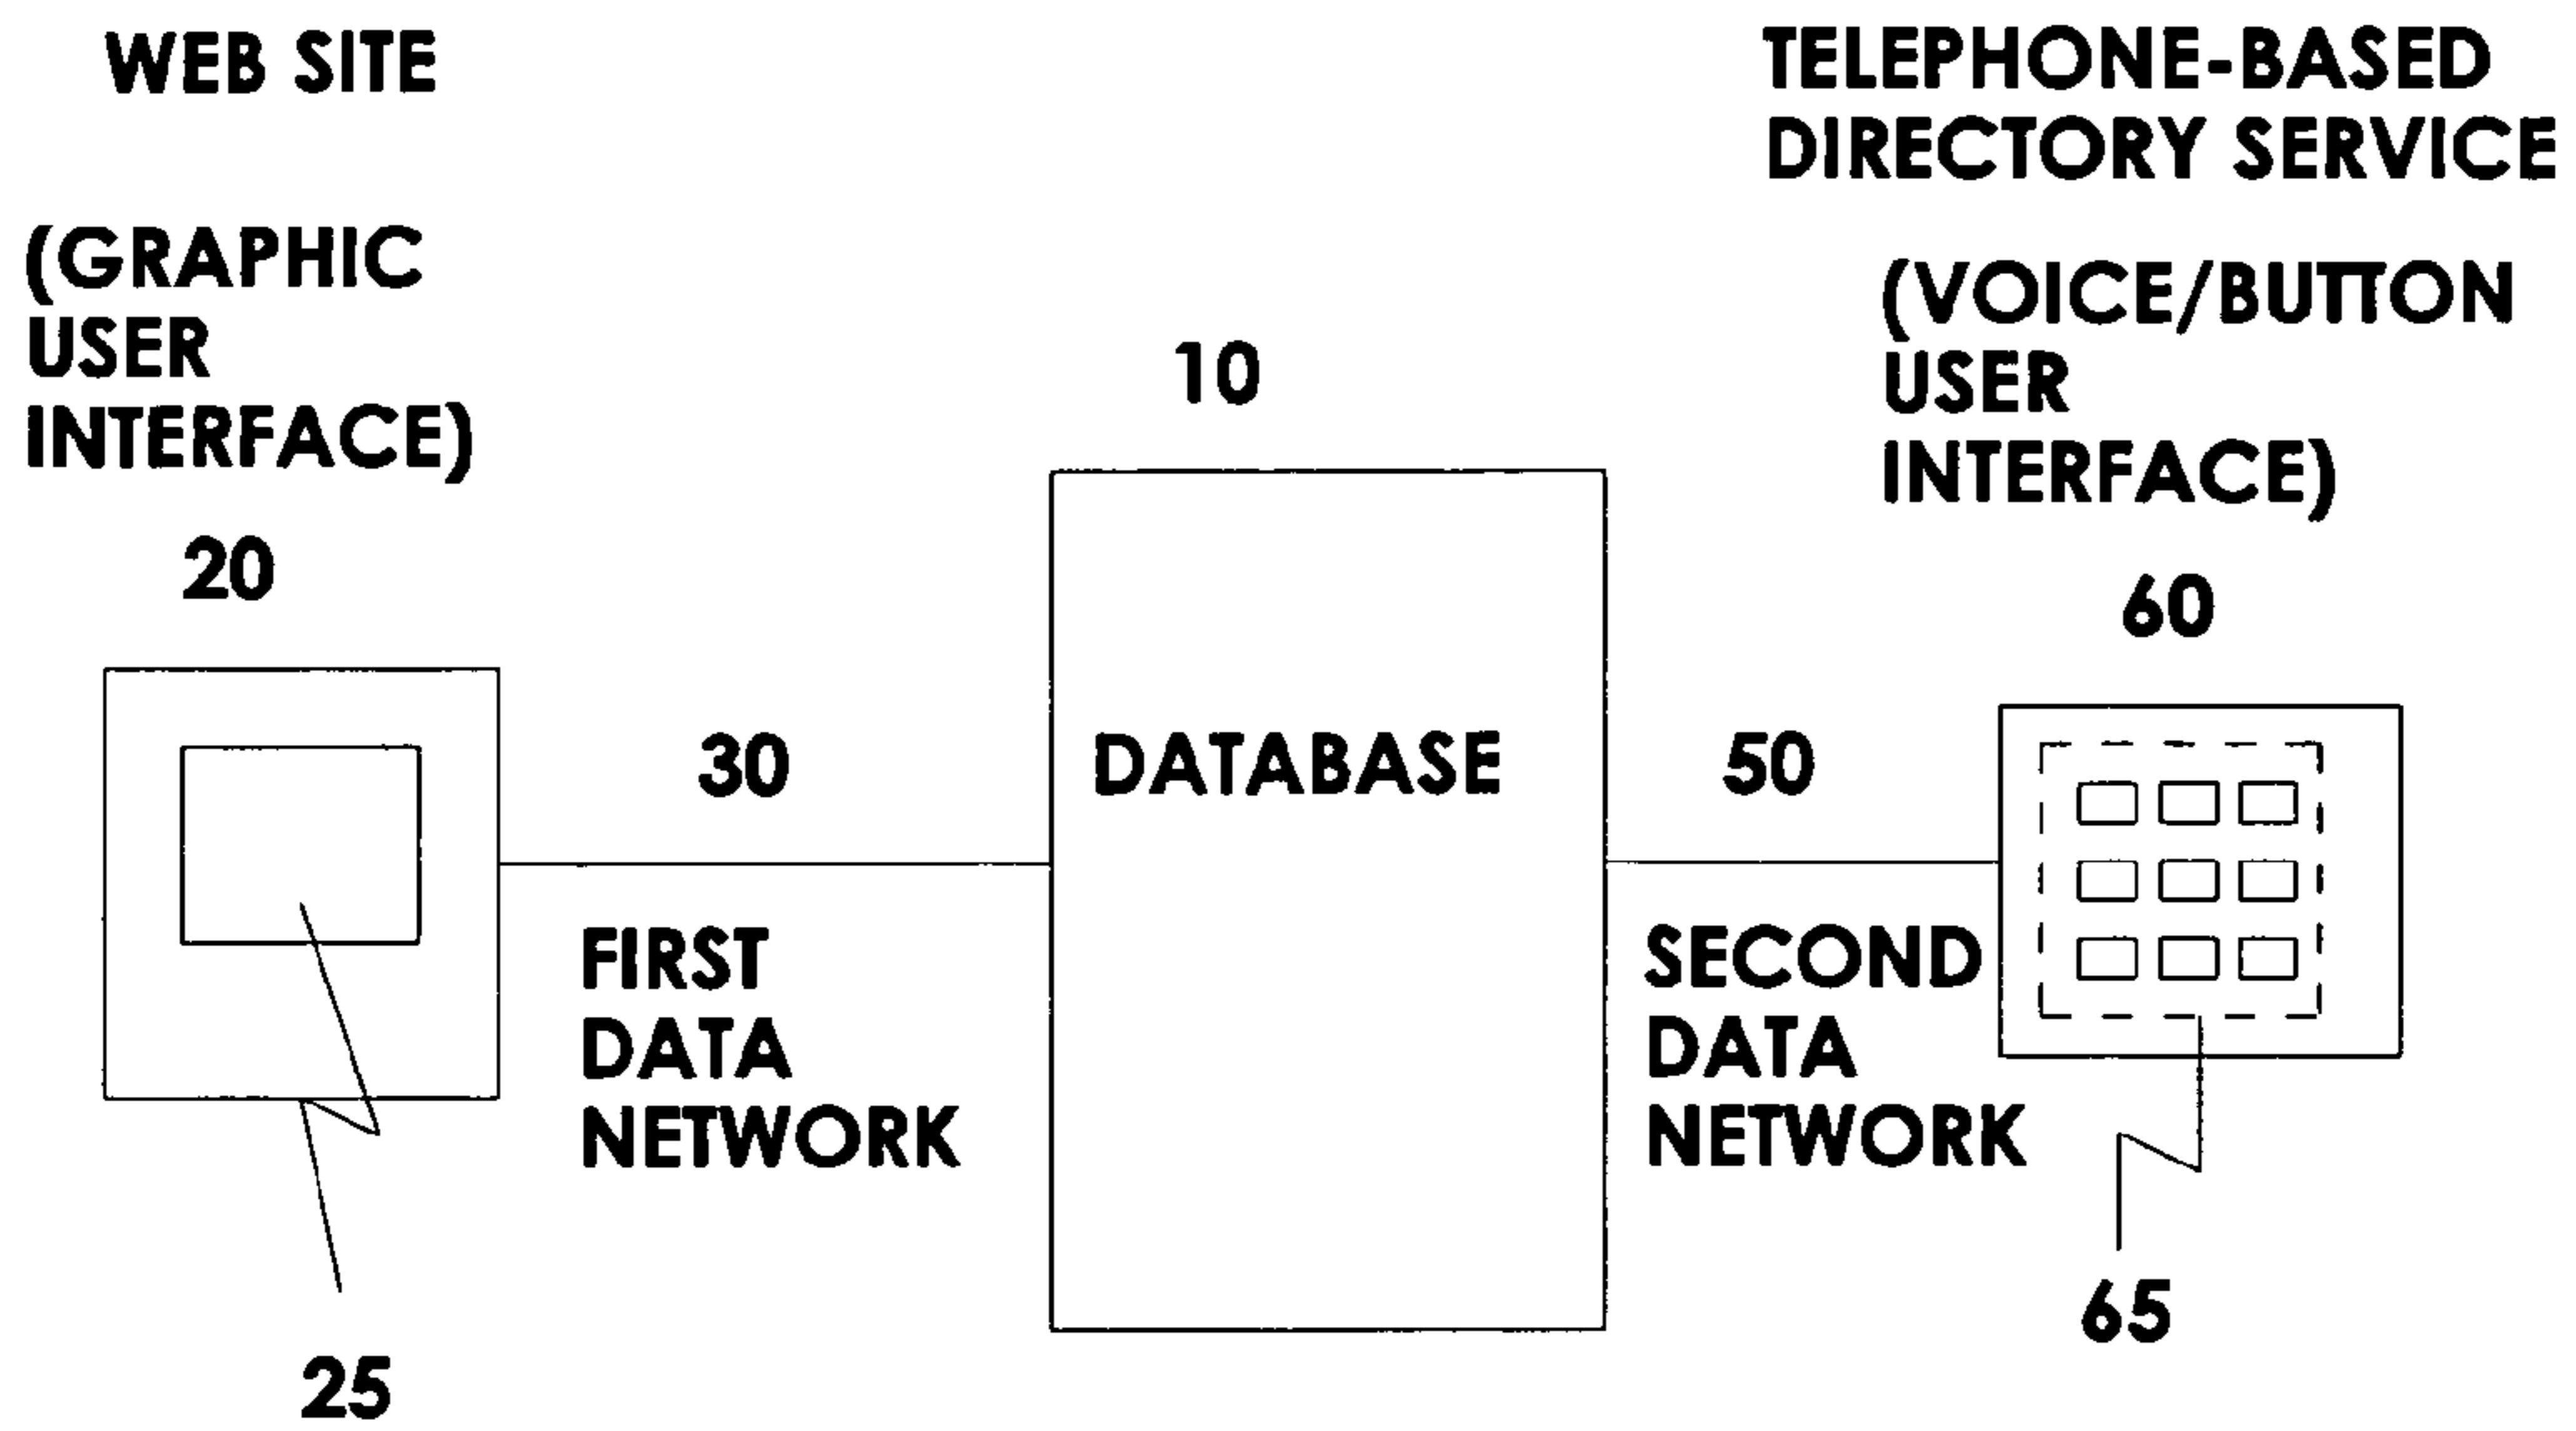 WEB SITE
(GRAPHIC
USER
INTERFACE)
20
TELEPHONE-BASED
DIRECTORY SERVICE
(VOICE/BUTTON
USER
INTERFACE)
60
10
DATABASE
30
FIRST
DATA
NETWORK
50
SECOND
DATA
NETWORK
25
65